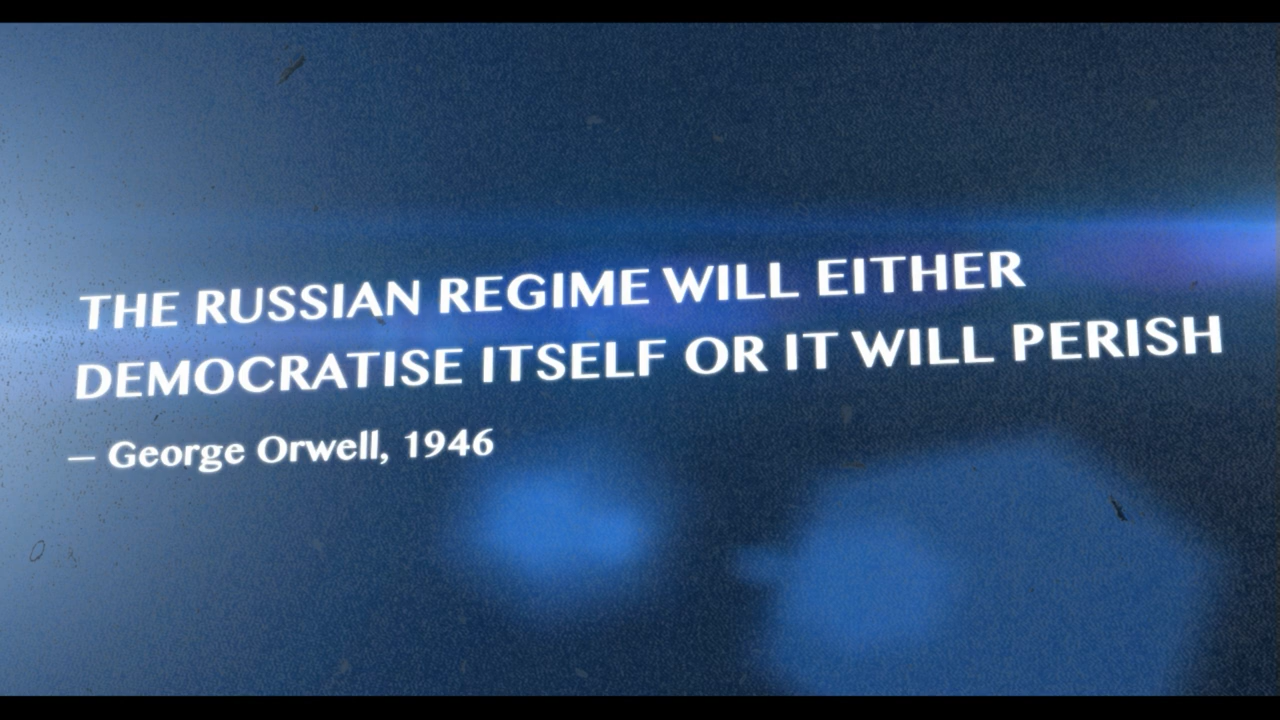 THE RUSSIAN REGIME WILL EITHER
DEMOCRATISE ITSELF OR IT WILL PERISH
— George Orwell, 1946